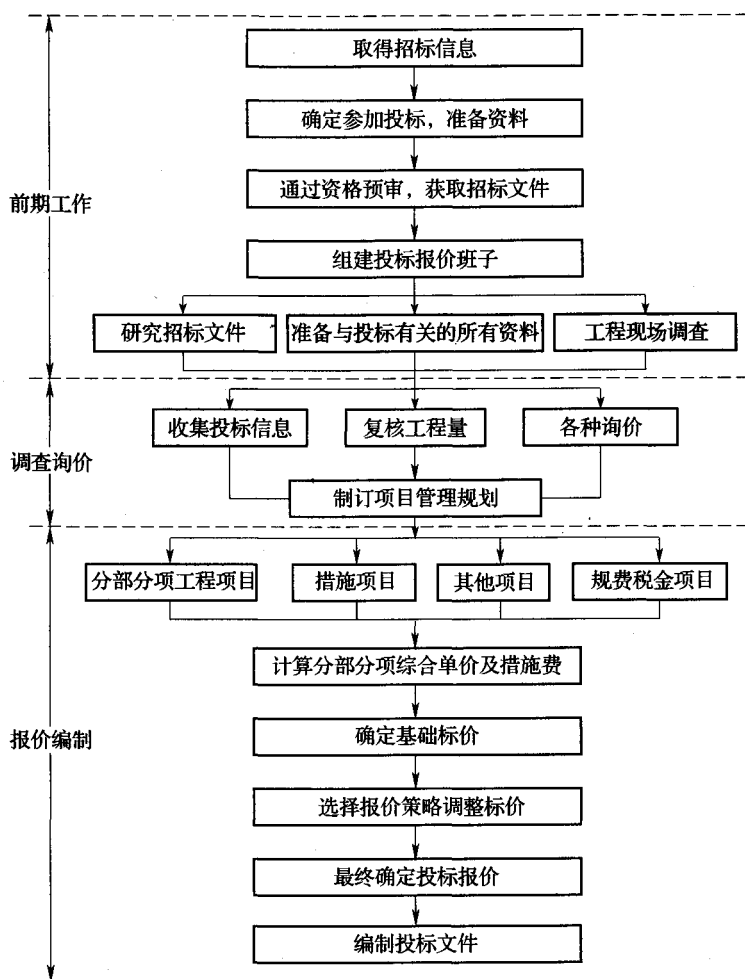 取得招标信息
确定参加投标，准备资料
通过资格预审，获取招标文件
前期工作
组建投标报价班子
研究招标文件
准备与投标有关的所有资料
工程现场调查
收集投标信息
复核工程量
各种询价
调查询价
制订项目管理规划
分部分项工程项目
措施项目
其他项目
规费税金项目
计算分部分项综合单价及措施费
报价编制
确定基础标价
选择报价策略调整标价
最终确定投标报价
编制投标文件